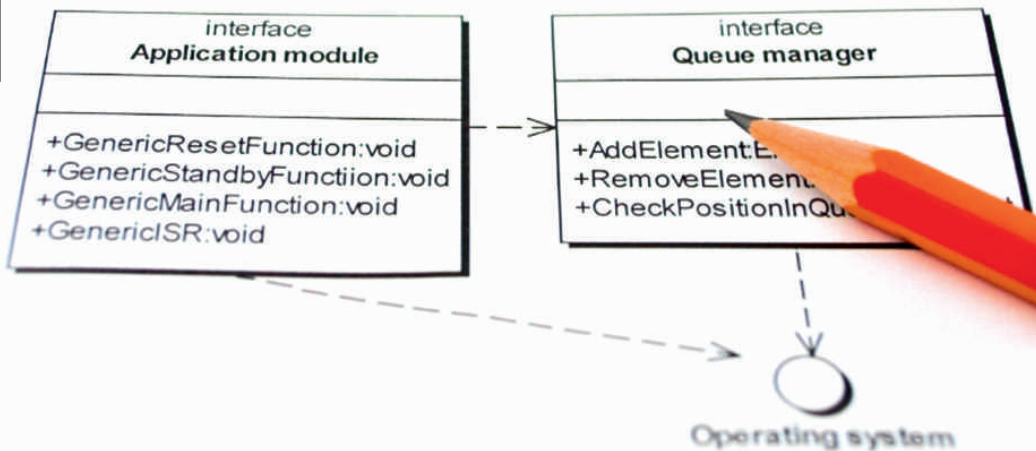 interface
Application module
+GenericResetFunction:void
+GenericStandbyFunctiion:void
+GenericMainFunction:void
+GenericISR:void
interface
Queue manager
+AddElement:E
+RemoveElement
+CheckPositionInQu
Operating system